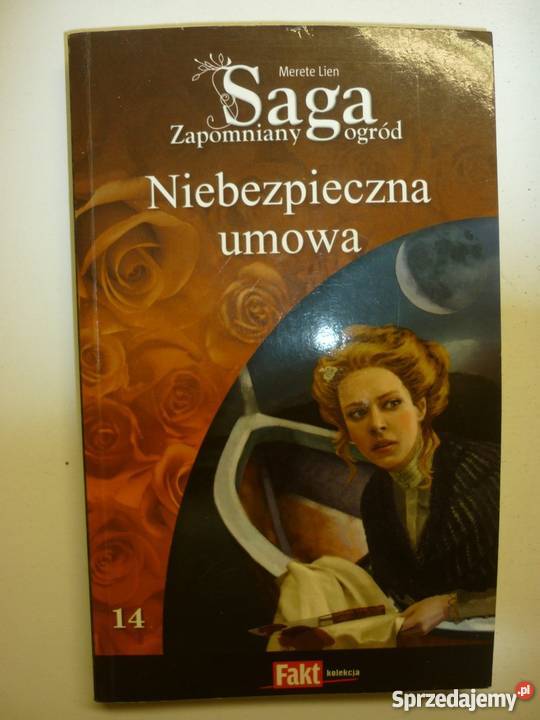 Merete Lien
Saga
Zapomniany ogród
Niebezpieczna
umowa
14
Fakt kolekcja
Sprzedajemy.pl